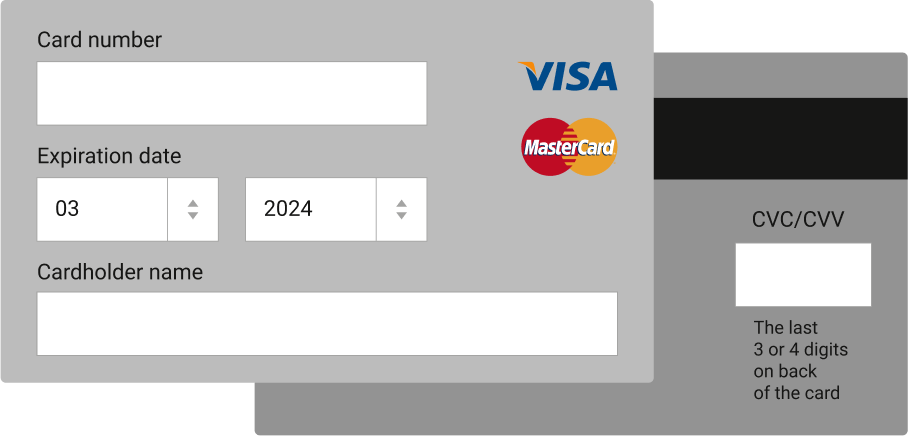 Card number
VISA
MasterCard
Expiration date
03
2024
Cardholder name
CVC/CVV
The last
3 or 4 digits
on back
of the card